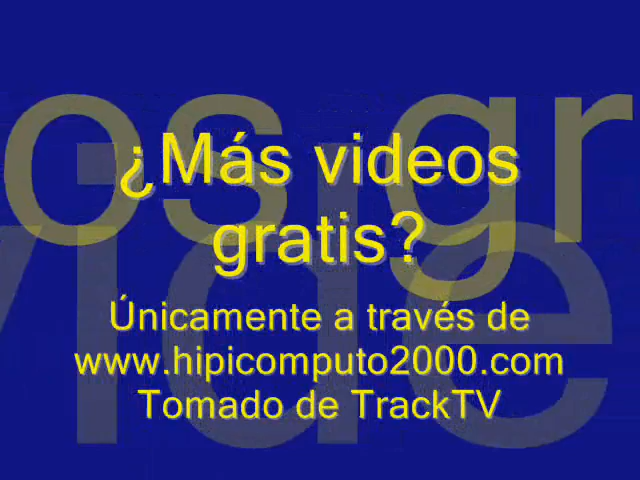 ¿Más videos
gratis?
Únicamente a través de
www.hipicomputo2000.com
Tomado de TrackTV